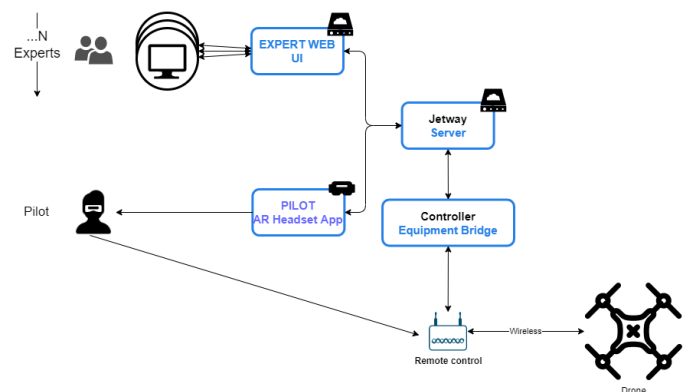 ...N
Experts
EXPERT WEB
UI
Jetway
Server
Pilot
PILOT
AR Headset App
Controller
Equipment Bridge
Wireless
Remote control
Drone